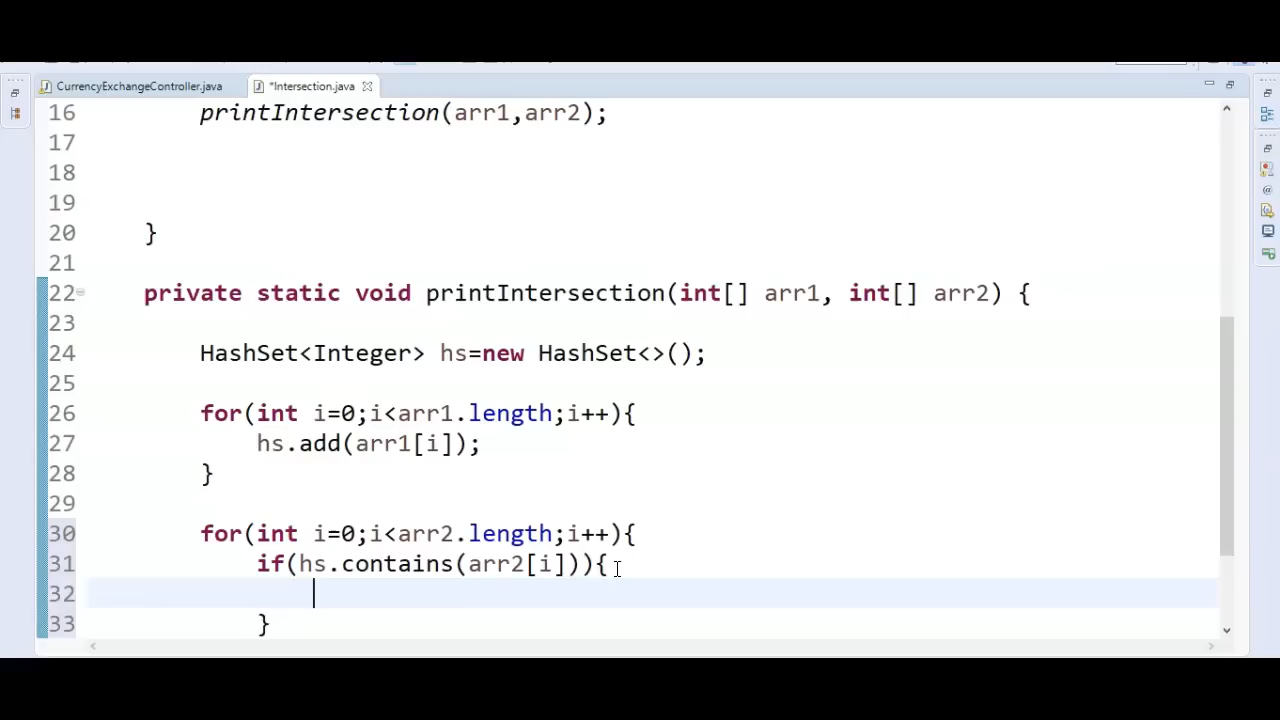 CurrencyExchangeController.java
*Intersection.java
16 printIntersection(arr1,arr2);
17
18
19
20 }
21
22 private static void printIntersection(int[] arr1, int[] arr2) {
23
24 HashSet<Integer> hs=new HashSet<>();
25
26 for(int i=0;i<arr1.length;i++){
27 hs.add(arr1[i]);
28 }
29
30 for(int i=0;i<arr2.length;i++){
31 if(hs.contains(arr2[i])){
32
33 }